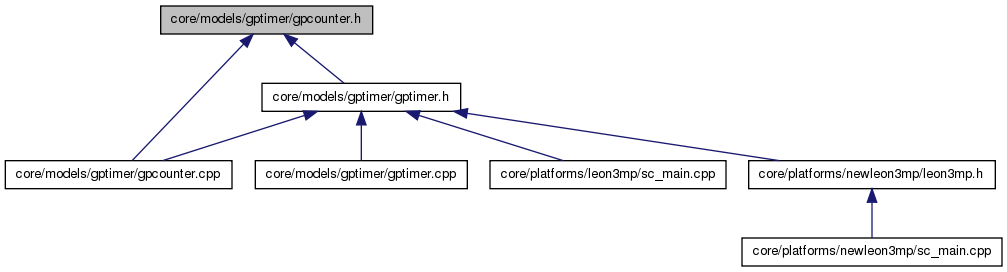 core/models/gptimer/gpcounter.h
core/models/gptimer/gptimer.h
core/models/gptimer/gpcounter.cpp
core/models/gptimer/gptimer.cpp
core/platforms/leon3mp/sc_main.cpp
core/platforms/newleon3mp/leon3mp.h
core/platforms/newleon3mp/sc_main.cpp